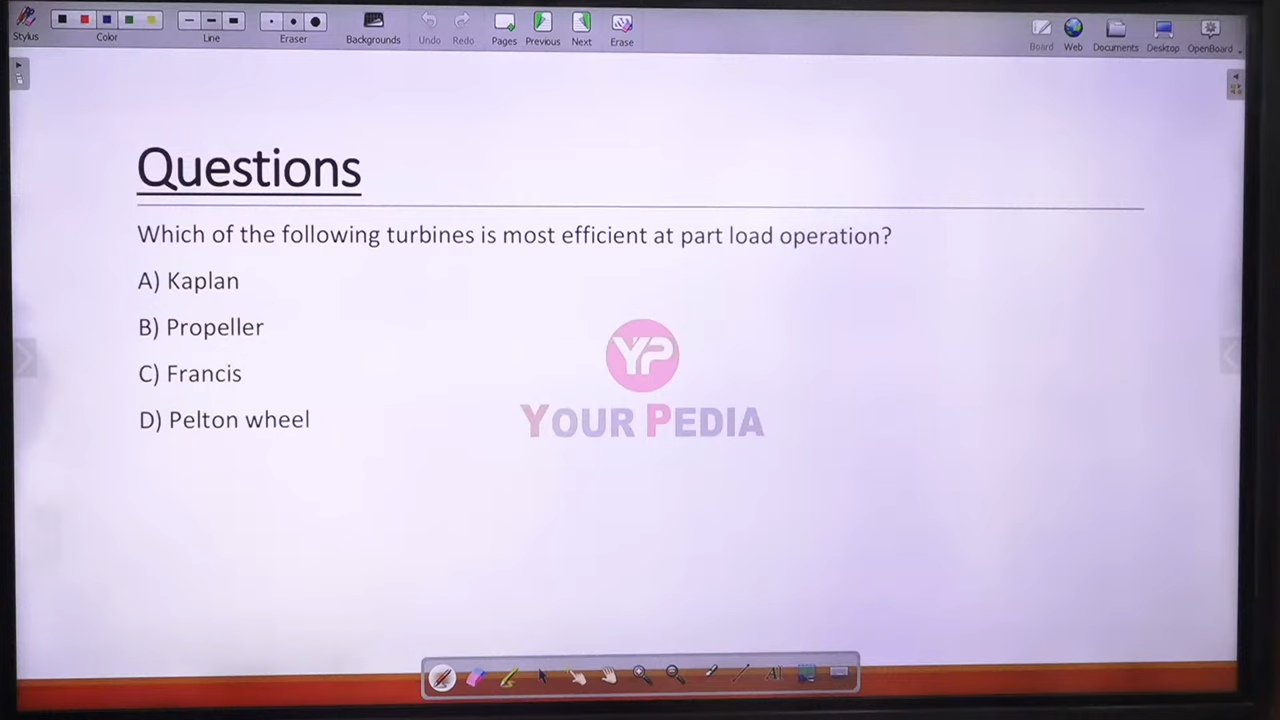 Stylus
Color
Line
Eraser
Backgrounds
Undo
Redo
Pages
Previous
Next
Erase
Board
Web
Documents
Desktop
OpenBoard
Questions
Which of the following turbines is most efficient at part load operation?
A) Kaplan
B) Propeller
C) Francis
D) Pelton wheel
YP
YOUR PEDIA
AI